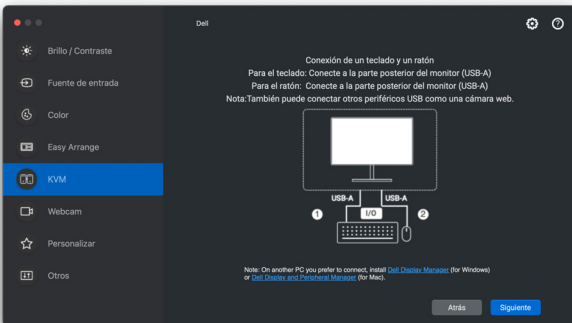 Dell
Brillo / Contraste
Fuente de entrada
Color
Easy Arrange
KVM
Webcam
Personalizar
Otros
Conexión de un teclado y un ratón
Para el teclado: Conecte a la parte posterior del monitor (USB-A)
Para el ratón: Conecte a la parte posterior del monitor (USB-A)
Nota:También puede conectar otros periféricos USB como una cámara web.
USB-A USB-A
1 I/O 2
Note: On another PC you prefer to connect, install Dell Display Manager (for Windows)
or Dell Display and Peripheral Manager (for Mac).
Atrás Siguiente